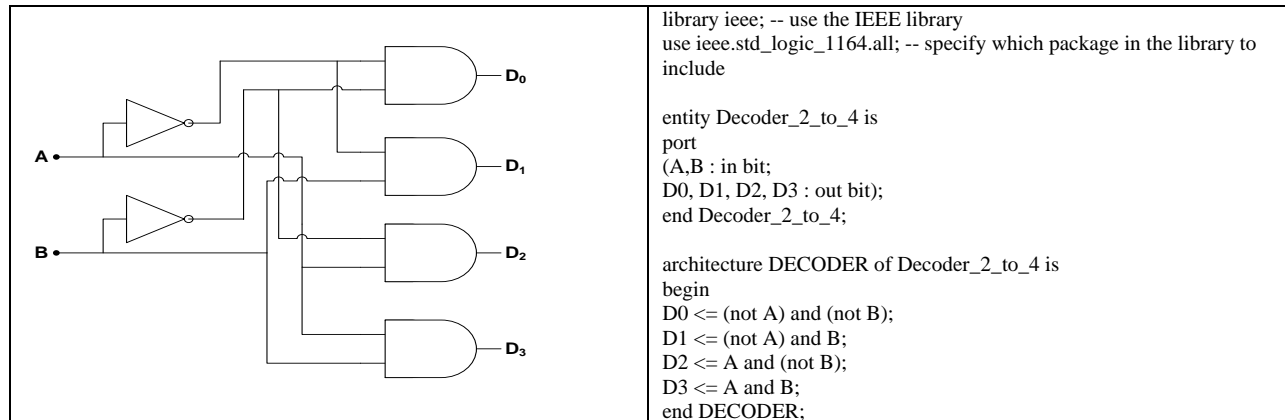 D₀
A
D₁
B
D₂
D₃
library ieee; -- use the IEEE library
use ieee.std_logic_1164.all; -- specify which package in the library to
include
entity Decoder_2_to_4 is
port
(A,B : in bit;
D0, D1, D2, D3 : out bit);
end Decoder_2_to_4;
architecture DECODER of Decoder_2_to_4 is
begin
D0 <= (not A) and (not B);
D1 <= (not A) and B;
D2 <= A and (not B);
D3 <= A and B;
end DECODER;